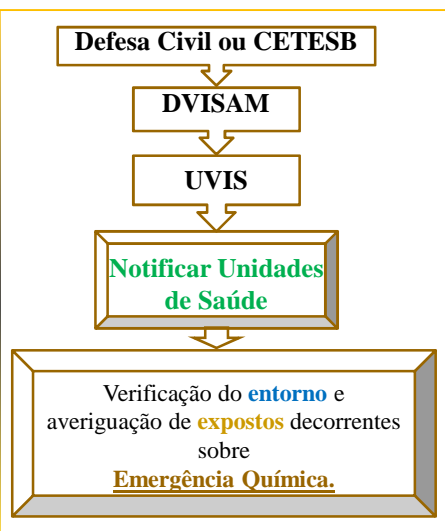 Defesa Civil ou CETESB
DVISAM
UVIS
Notificar Unidades
de Saúde
Verificação do entorno e
averiguação de expostos decorrentes
sobre
Emergência Química.